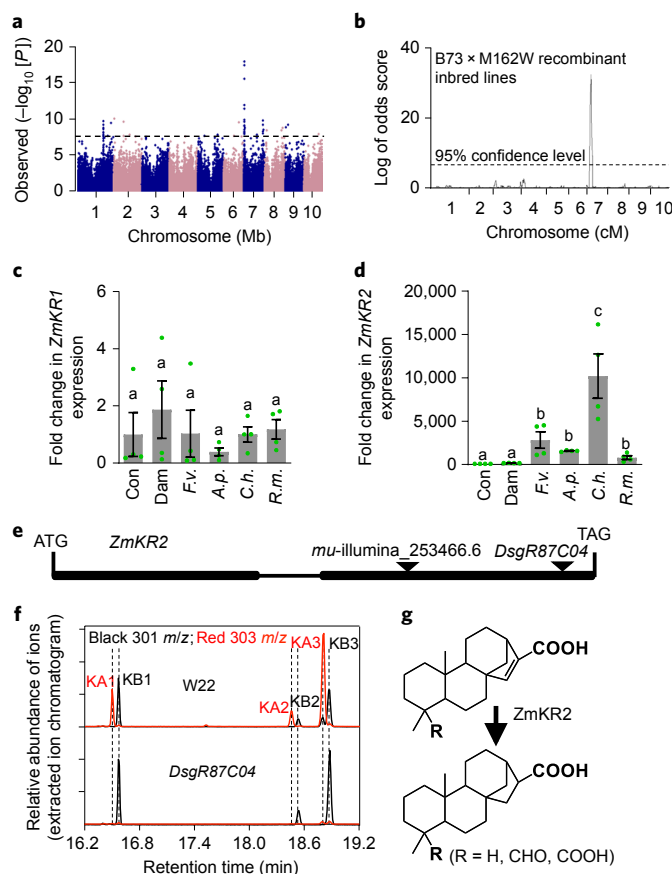 a
Observed (–log10 [P])
20
15
10
5
0
1 2 3 4 5 6 7 8 9 10
Chromosome (Mb)
b
Log of odds score
60
40
20
0
B73 × M162W recombinant
inbred lines
95% confidence level
1 2 3 4 5 6 7 8 9 10
Chromosome (cM)
c
Fold change in ZmKR1
expression
6
4
2
0
a a a a a a
Con Dam F.v. A.p. C.h. R.m.
d
Fold change in ZmKR2
expression
20,000
15,000
10,000
5,000
0
a a b b c b
Con Dam F.v. A.p. C.h. R.m.
e
ATG ZmKR2 mu-illumina_253466.6 DsgR87C04 TAG
f
Relative abundance of ions
(extracted ion chromatogram)
Black 301 m/z; Red 303 m/z
KA1 KB1 W22 KA2 KB2 KA3 KB3
DsgR87C04
16.2 17.4 18.0 18.6 19.2
Retention time (min)
g
COOH
R
ZmKR2
COOH
R (R = H, CHO, COOH)